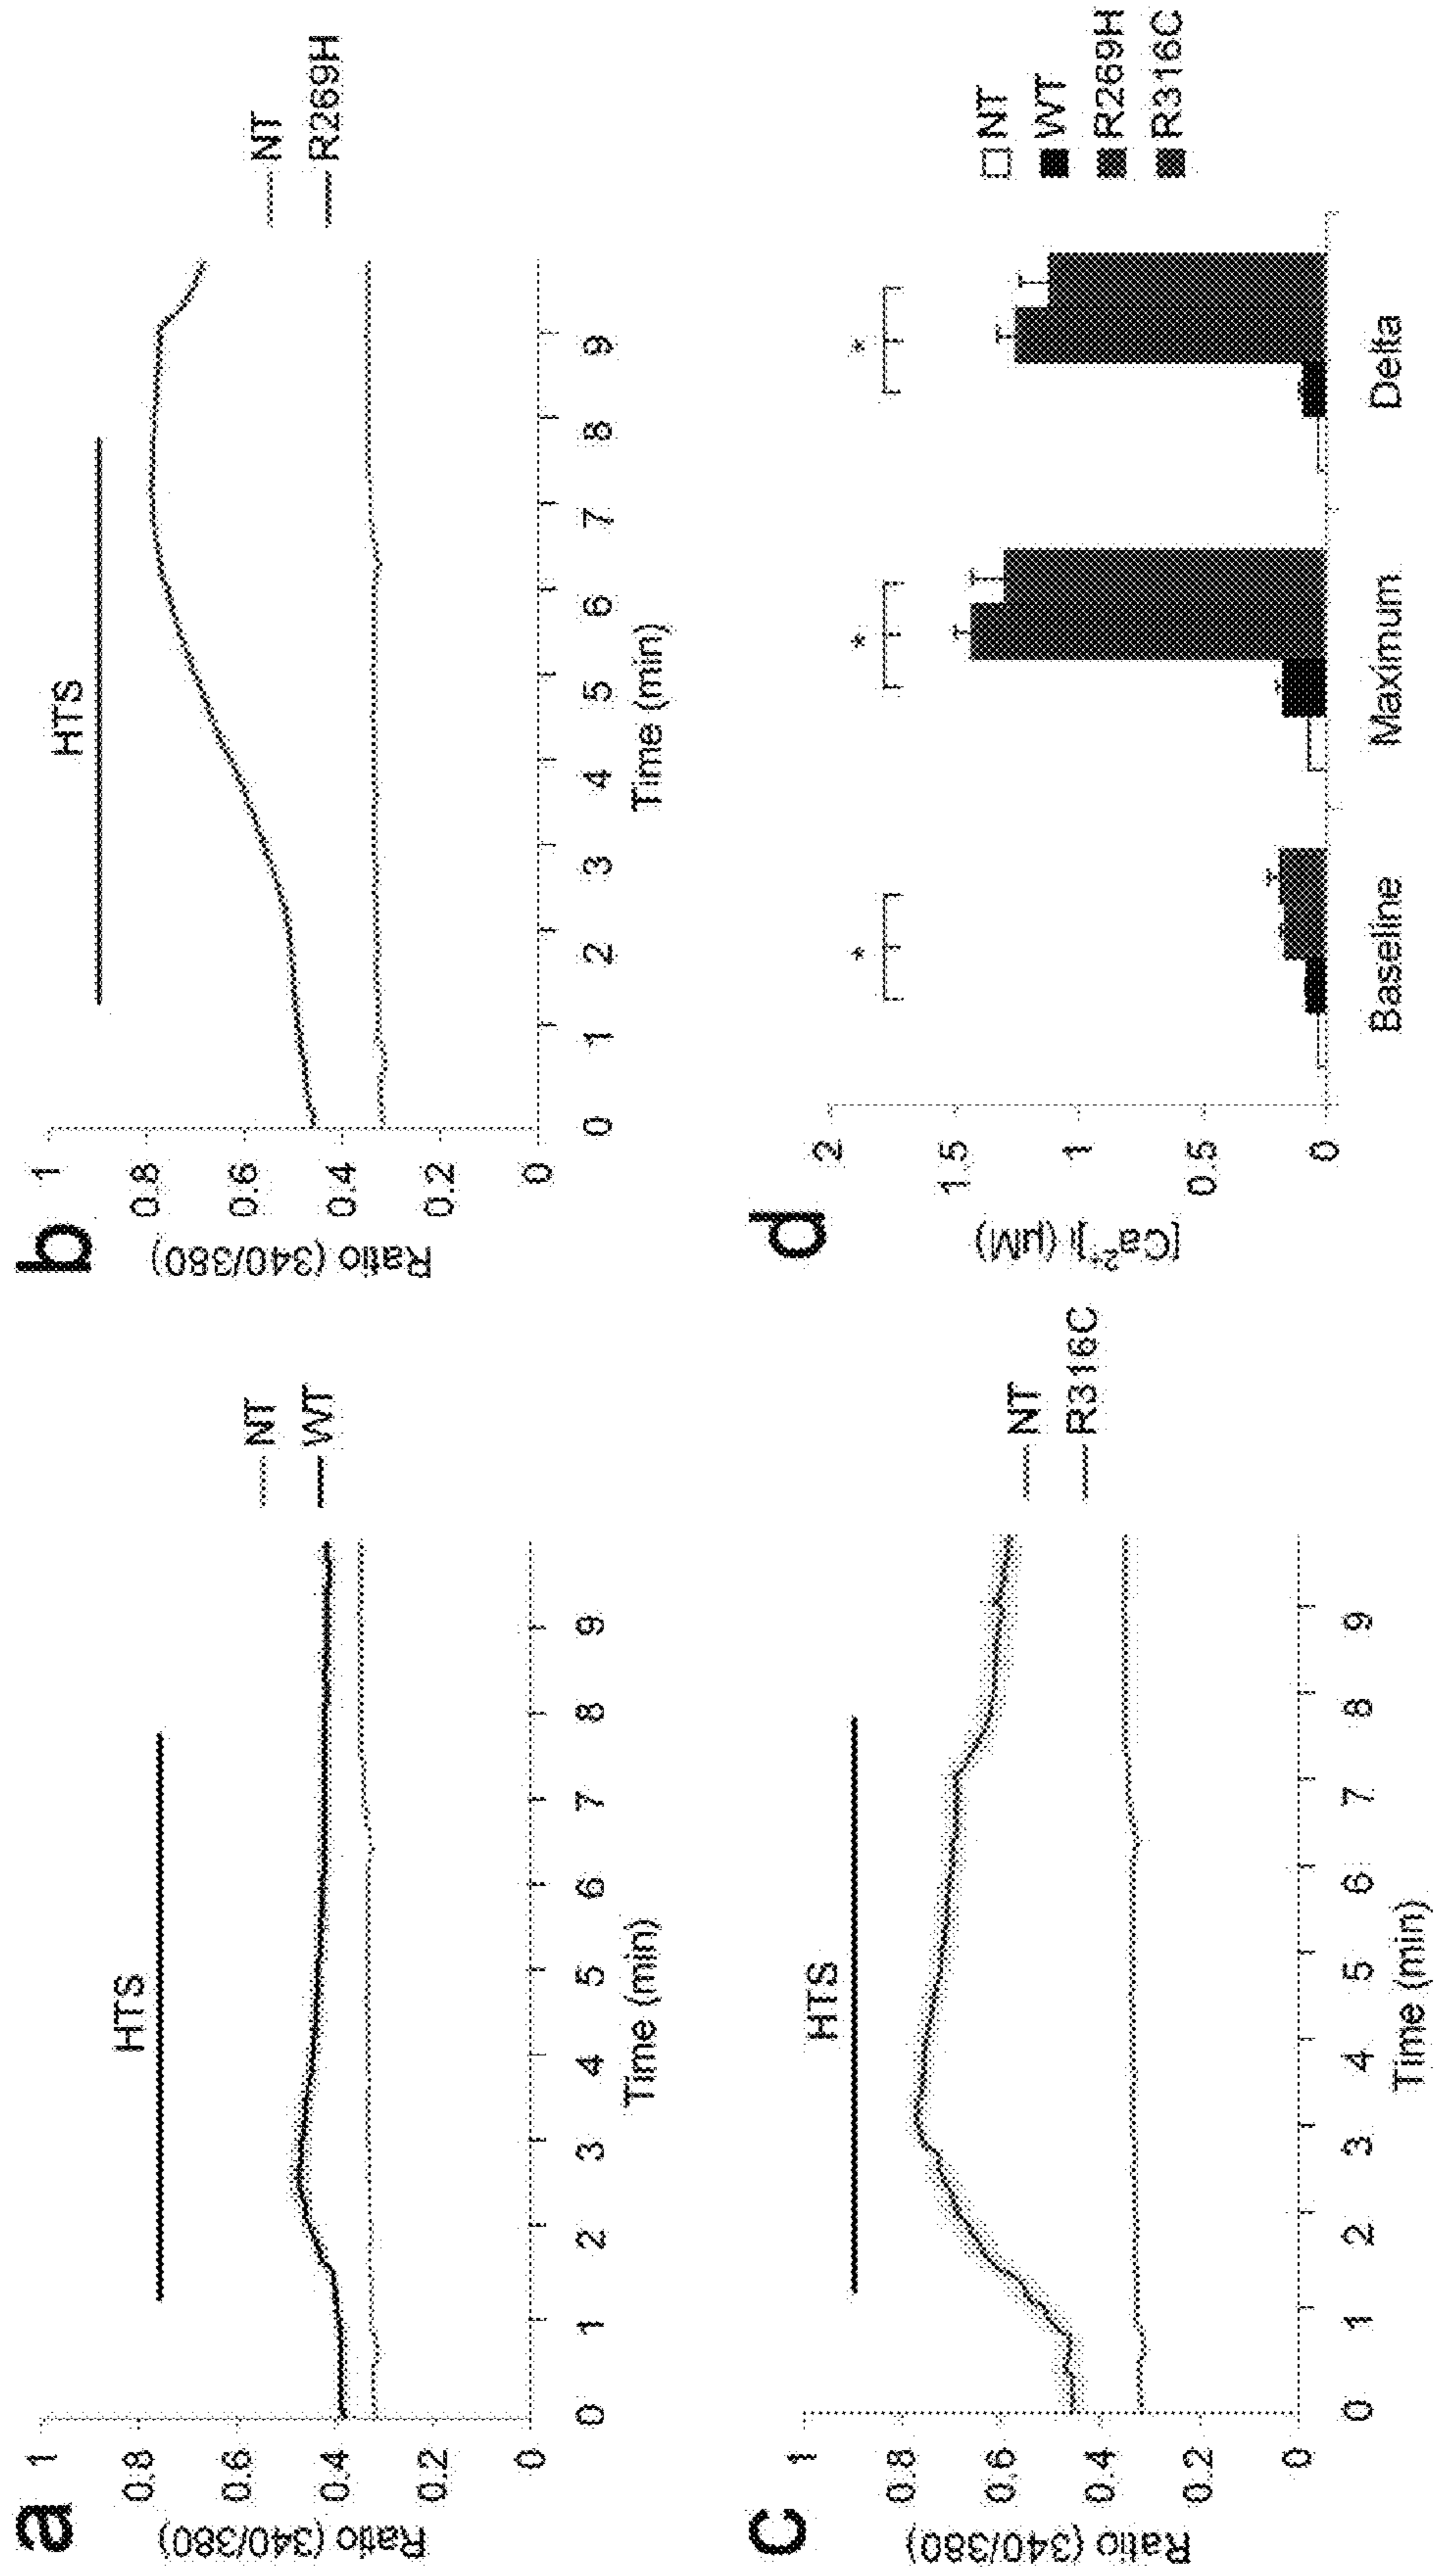 a
HTS
NT
WT
Ratio (340/380)
1
0.8
0.6
0.4
0.2
0
0 1 2 3 4 5 6 7 8 9
Time (min)
b
HTS
NT
R269H
Ratio (340/380)
1
0.8
0.6
0.4
0.2
0
0 1 2 3 4 5 6 7 8 9
Time (min)
c
HTS
NT
R316C
Ratio (340/380)
1
0.8
0.6
0.4
0.2
0
0 1 2 3 4 5 6 7 8 9
Time (min)
d
[Ca²⁺]i (µM)
2
1.5
1
0.5
0
* * *
Baseline Maximum Delta
NT
WT
R269H
R316C